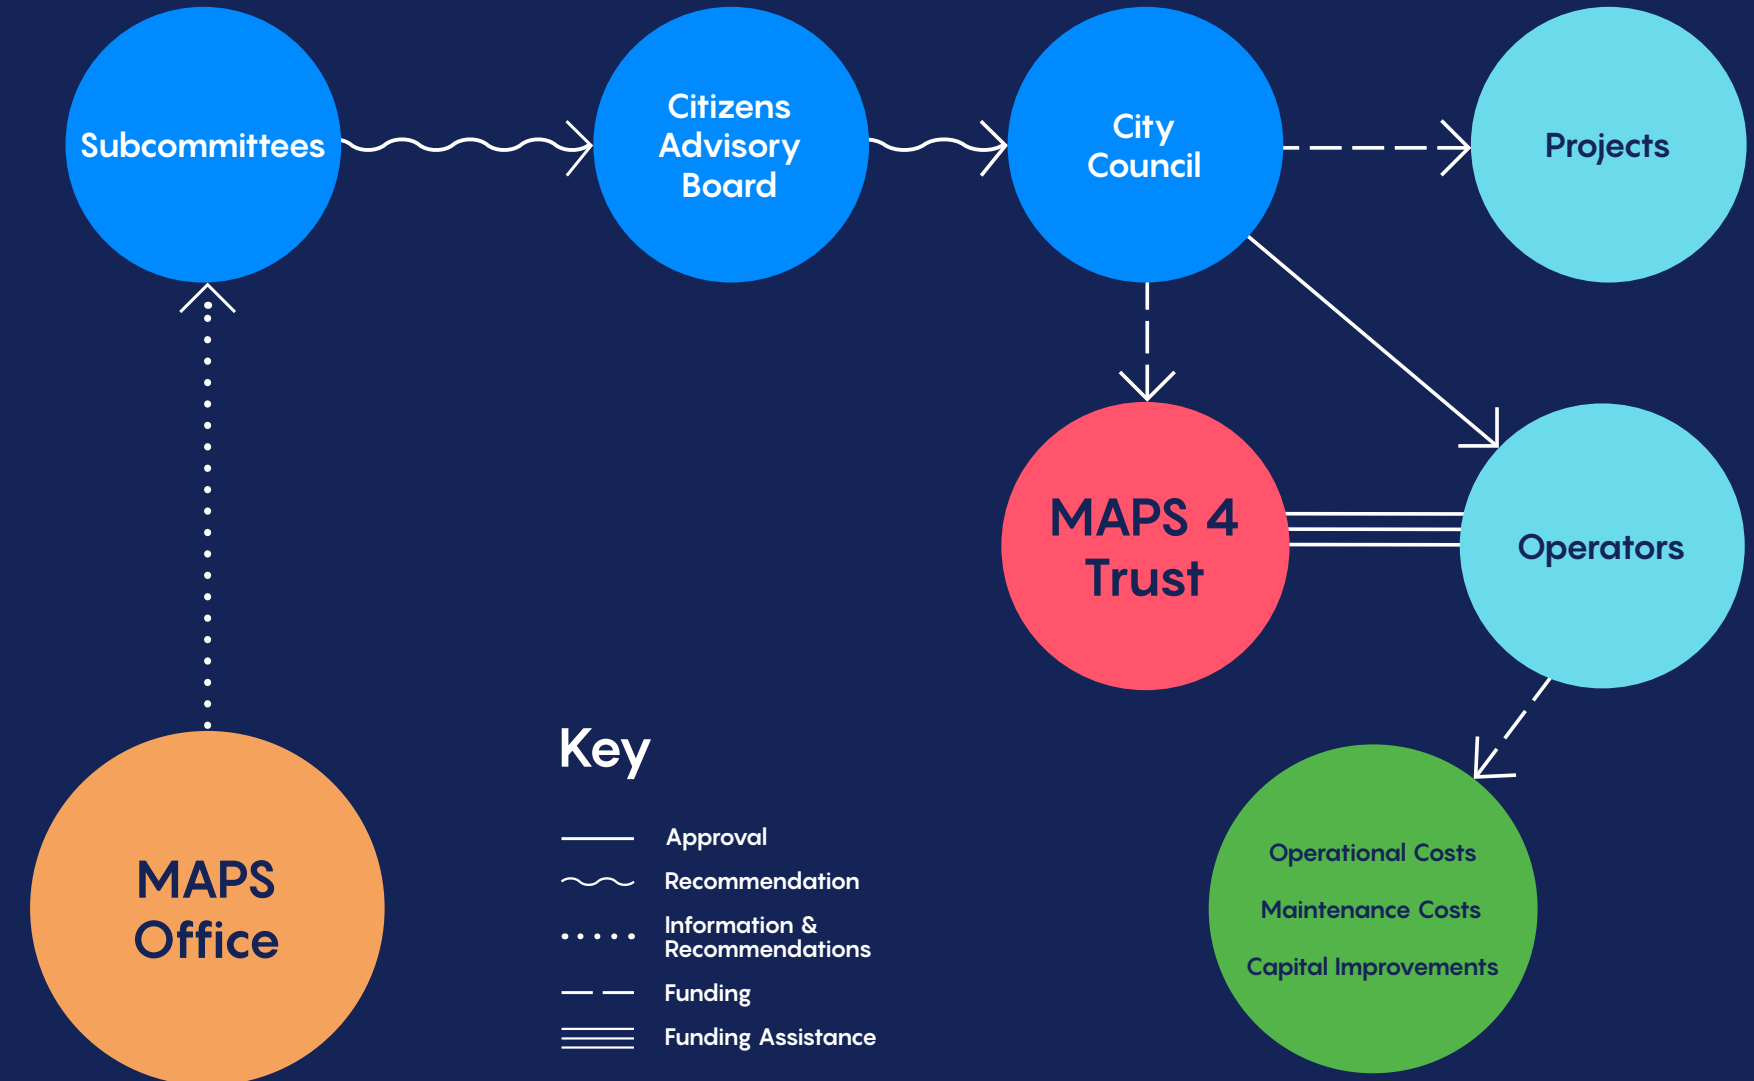 Subcommittees
Citizens
Advisory
Board
City
Council
Projects
MAPS 4
Trust
Operators
MAPS
Office
Key
Approval
Recommendation
Information &
Recommendations
Funding
Funding Assistance
Operational Costs
Maintenance Costs
Capital Improvements